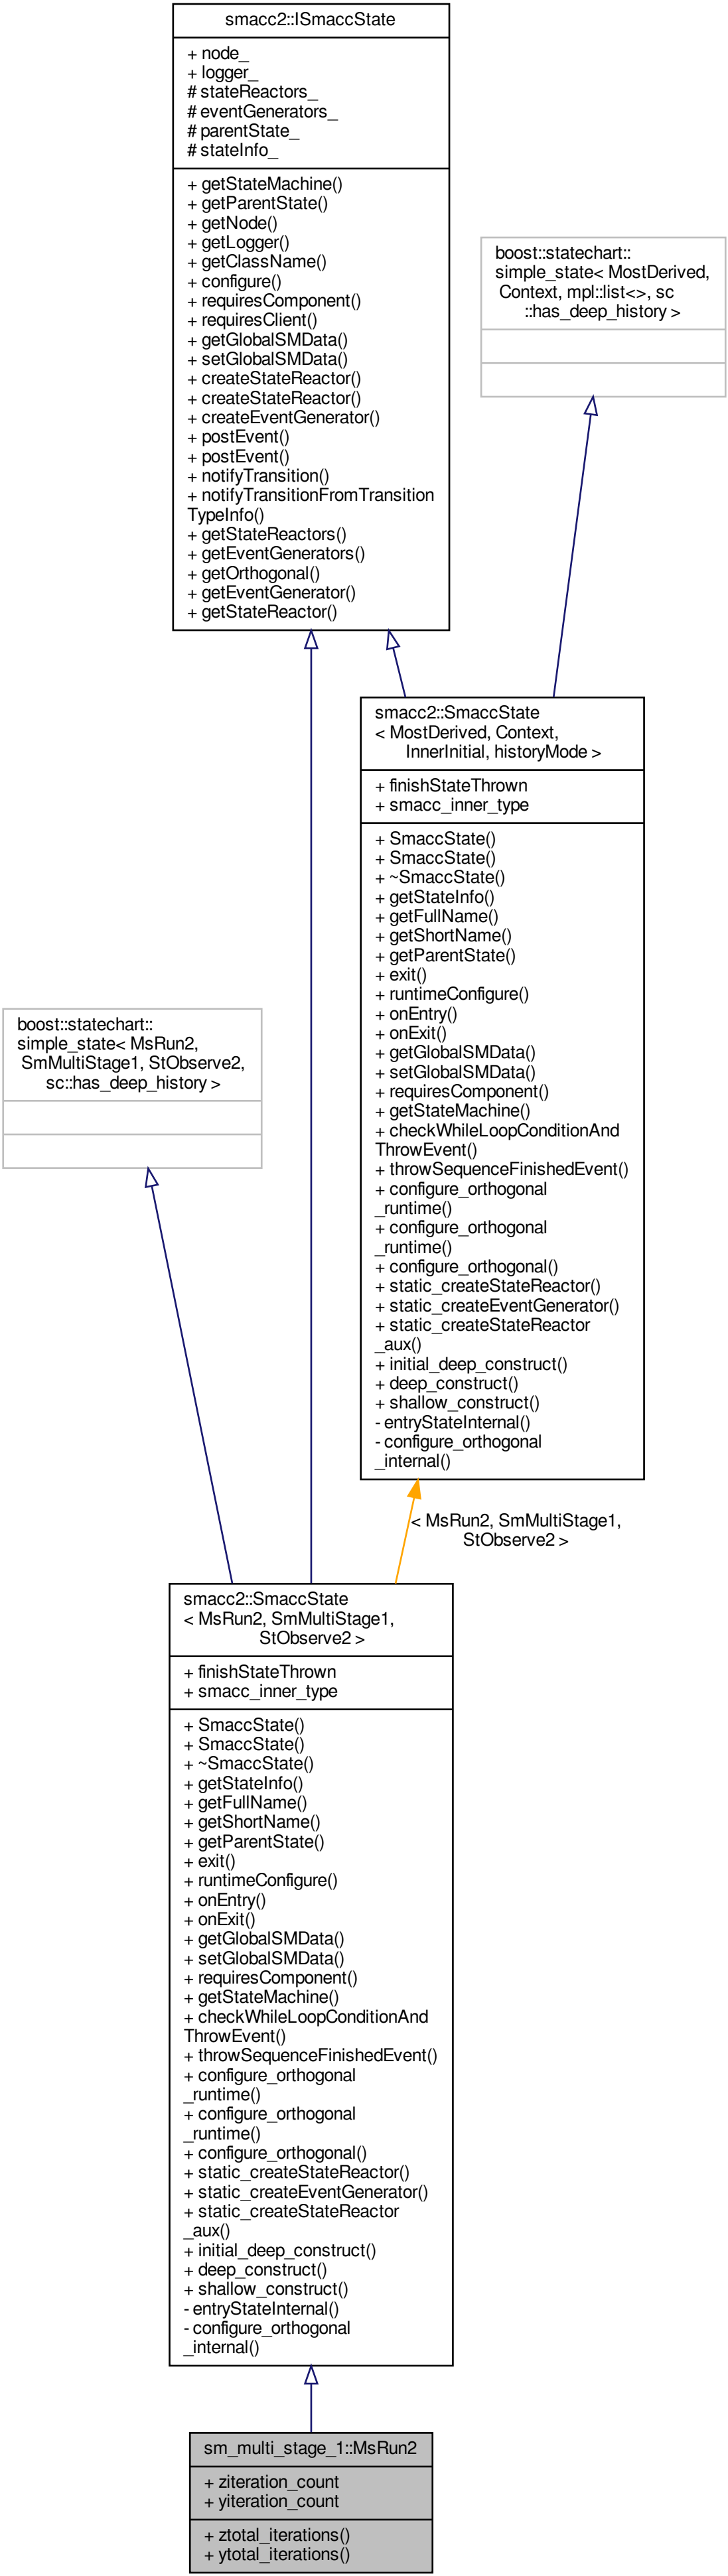 smacc2::ISmaccState
+ node_
+ logger_
# stateReactors_
# eventGenerators_
# parentState_
# stateInfo_
+ getStateMachine()
+ getParentState()
+ getNode()
+ getLogger()
+ getClassName()
+ configure()
+ requiresComponent()
+ requiresClient()
+ getGlobalSMData()
+ setGlobalSMData()
+ createStateReactor()
+ createStateReactor()
+ createEventGenerator()
+ postEvent()
+ postEvent()
+ notifyTransition()
+ notifyTransitionFromTransition
TypeInfo()
+ getStateReactors()
+ getEventGenerators()
+ getOrthogonal()
+ getEventGenerator()
+ getStateReactor()
boost::statechart::
simple_state< MostDerived,
Context, mpl::list<>, sc
::has_deep_history >
smacc2::SmaccState
< MostDerived, Context,
InnerInitial, historyMode >
+ finishStateThrown
+ smacc_inner_type
+ SmaccState()
+ SmaccState()
+ ~SmaccState()
+ getStateInfo()
+ getFullName()
+ getShortName()
+ getParentState()
+ exit()
+ runtimeConfigure()
+ onEntry()
+ onExit()
+ getGlobalSMData()
+ setGlobalSMData()
+ requiresComponent()
+ getStateMachine()
+ checkWhileLoopConditionAnd
ThrowEvent()
+ throwSequenceFinishedEvent()
+ configure_orthogonal
_runtime()
+ configure_orthogonal
_runtime()
+ configure_orthogonal()
+ static_createStateReactor()
+ static_createEventGenerator()
+ static_createStateReactor
_aux()
+ initial_deep_construct()
+ deep_construct()
+ shallow_construct()
- entryStateInternal()
- configure_orthogonal
_internal()
boost::statechart::
simple_state< MsRun2,
SmMultiStage1, StObserve2,
sc::has_deep_history >
< MsRun2, SmMultiStage1,
StObserve2 >
smacc2::SmaccState
< MsRun2, SmMultiStage1,
StObserve2 >
+ finishStateThrown
+ smacc_inner_type
+ SmaccState()
+ SmaccState()
+ ~SmaccState()
+ getStateInfo()
+ getFullName()
+ getShortName()
+ getParentState()
+ exit()
+ runtimeConfigure()
+ onEntry()
+ onExit()
+ getGlobalSMData()
+ setGlobalSMData()
+ requiresComponent()
+ getStateMachine()
+ checkWhileLoopConditionAnd
ThrowEvent()
+ throwSequenceFinishedEvent()
+ configure_orthogonal
_runtime()
+ configure_orthogonal
_runtime()
+ configure_orthogonal()
+ static_createStateReactor()
+ static_createEventGenerator()
+ static_createStateReactor
_aux()
+ initial_deep_construct()
+ deep_construct()
+ shallow_construct()
- entryStateInternal()
- configure_orthogonal
_internal()
sm_multi_stage_1::MsRun2
+ ziteration_count
+ yiteration_count
+ ztotal_iterations()
+ ytotal_iterations()